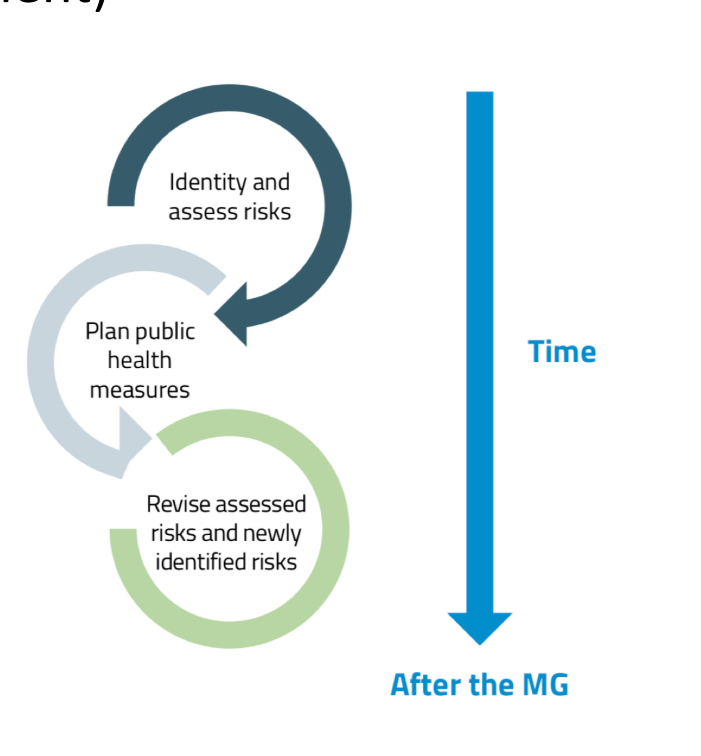 Identity and
assess risks
Plan public
health
measures
Time
Revise assessed
risks and newly
identified risks
After the MG